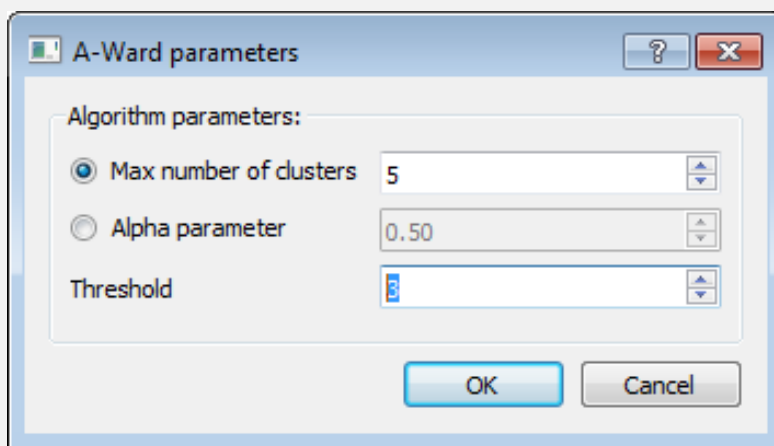 A-Ward parameters
Algorithm parameters:
Max number of clusters 5
Alpha parameter 0.50
Threshold 3
OK Cancel